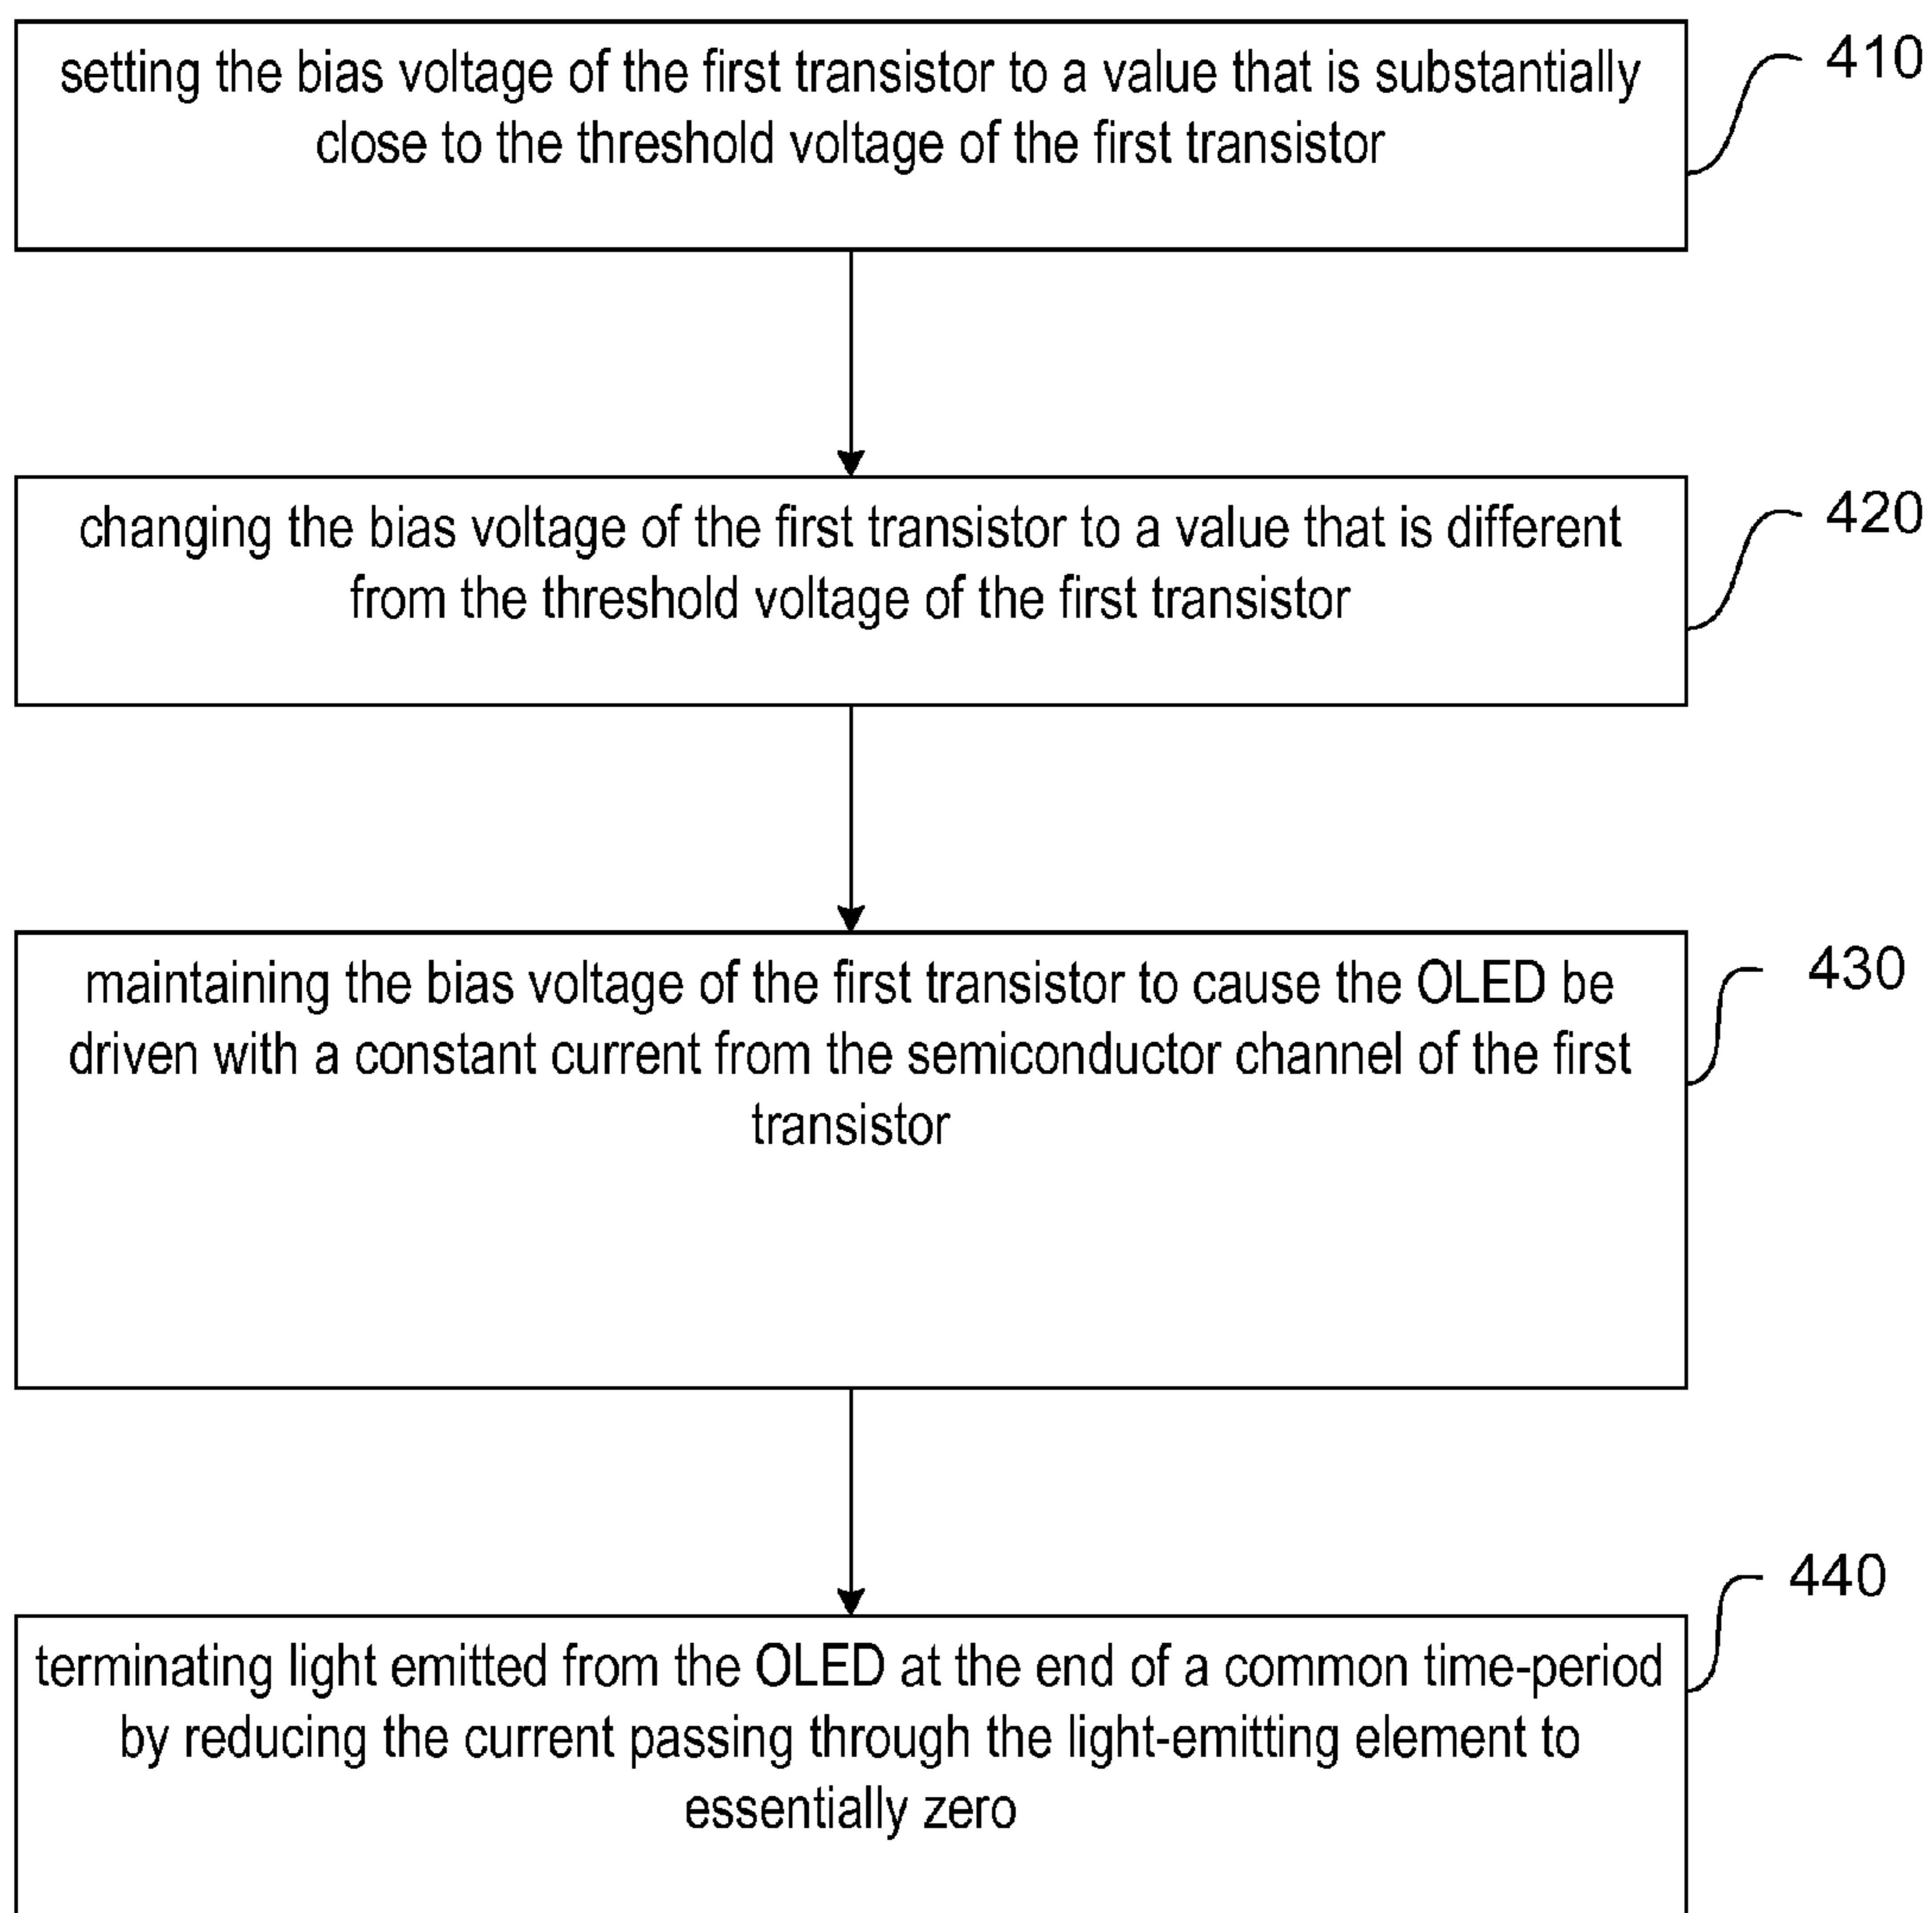 setting the bias voltage of the first transistor to a value that is substantially
close to the threshold voltage of the first transistor
410
changing the bias voltage of the first transistor to a value that is different
from the threshold voltage of the first transistor
420
maintaining the bias voltage of the first transistor to cause the OLED be
driven with a constant current from the semiconductor channel of the first
transistor
430
terminating light emitted from the OLED at the end of a common time-period
by reducing the current passing through the light-emitting element to
essentially zero
440